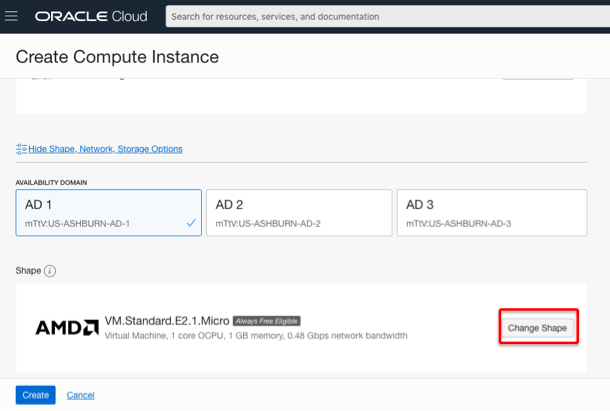 ORACLE Cloud
Search for resources, services, and documentation
Create Compute Instance
Hide Shape, Network, Storage Options
AVAILABILITY DOMAIN
AD 1
mTtV:US-ASHBURN-AD-1
AD 2
mTtV:US-ASHBURN-AD-2
AD 3
mTtV:US-ASHBURN-AD-3
Shape i
AMD
VM.Standard.E2.1.Micro Always Free Eligible
Virtual Machine, 1 core OCPU, 1 GB memory, 0.48 Gbps network bandwidth
Change Shape
Create Cancel